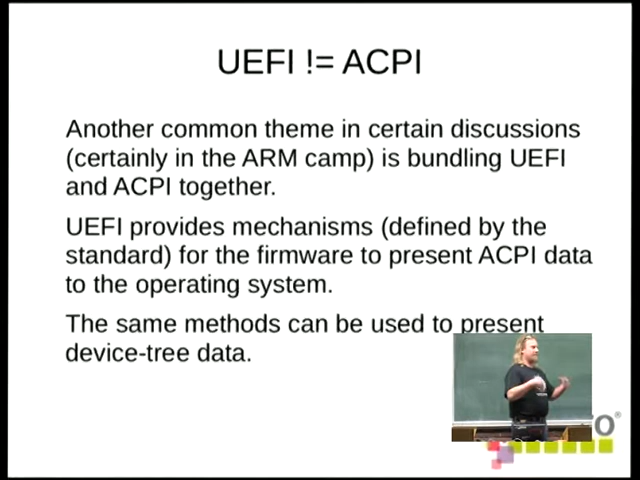 UEFI != ACPI
Another common theme in certain discussions
(certainly in the ARM camp) is bundling UEFI
and ACPI together.
UEFI provides mechanisms (defined by the
standard) for the firmware to present ACPI data
to the operating system.
The same methods can be used to present
device-tree data.